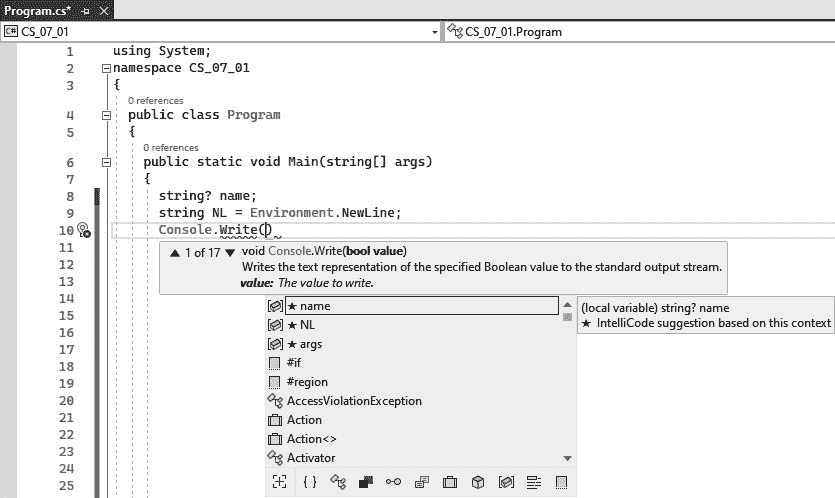 Program.cs*
C# CS_07_01
CS_07_01.Program
1 using System;
2 namespace CS_07_01
3 {
0 references
4 public class Program
5 {
0 references
6 public static void Main(string[] args)
7 {
8 string? name;
9 string NL = Environment.NewLine;
10 Console.Write()
11
▲ 1 of 17 ▼ void Console.Write(bool value)
12
Writes the text representation of the specified Boolean value to the standard output stream.
13
value: The value to write.
14
★ name
(local variable) string? name
15
★ NL
★ IntelliCode suggestion based on this context
16
★ args
17
18
#if
19
#region
20
AccessViolationException
21
Action
22
Action<>
23
Activator
24
25